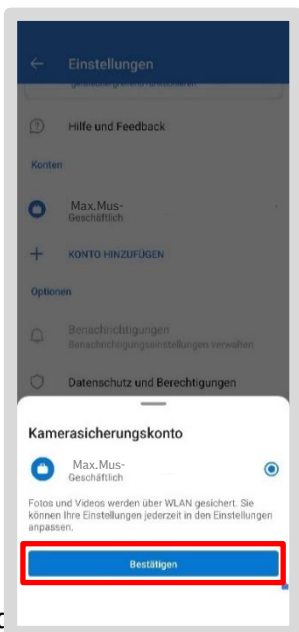 Einstellungen
Hilfe und Feedback
Konten
Max.Mus-
Geschäftlich
KONTO HINZUFÜGEN
Optionen
Benachrichtigungen
Benachrichtigungseinstellungen verwalten
Datenschutz und Berechtigungen
Kamerasicherungskonto
Max.Mus-
Geschäftlich
Fotos und Videos werden über WLAN gesichert. Sie
können Ihre Einstellungen jederzeit in den Einstellungen
anpassen.
Bestätigen